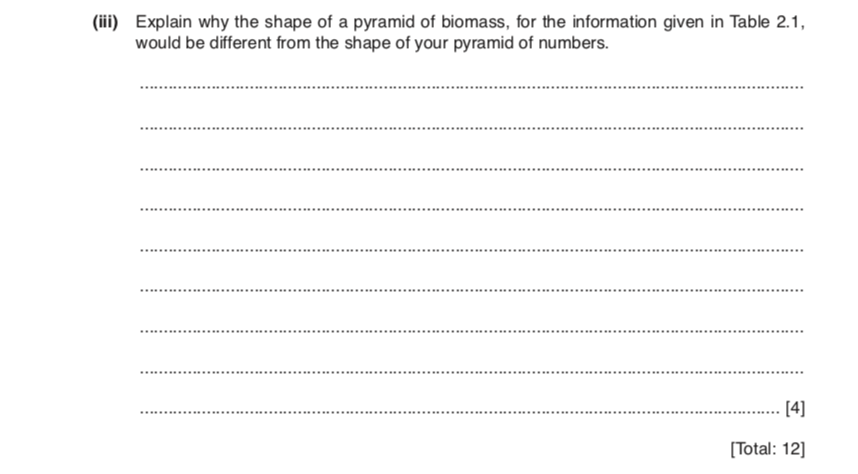 (iii) Explain why the shape of a pyramid of biomass, for the information given in Table 2.1,
would be different from the shape of your pyramid of numbers.
[4]
[Total: 12]